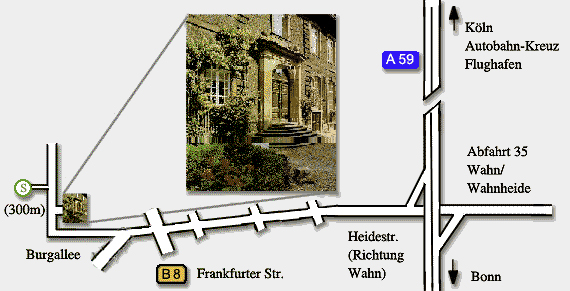 Köln
Autobahn-Kreuz
Flughafen
A 59
Abfahrt 35
Wahn/
Wahnheide
S
(300m)
Burgallee
Heidestr.
(Richtung
Wahn)
B 8
Frankfurter Str.
Bonn